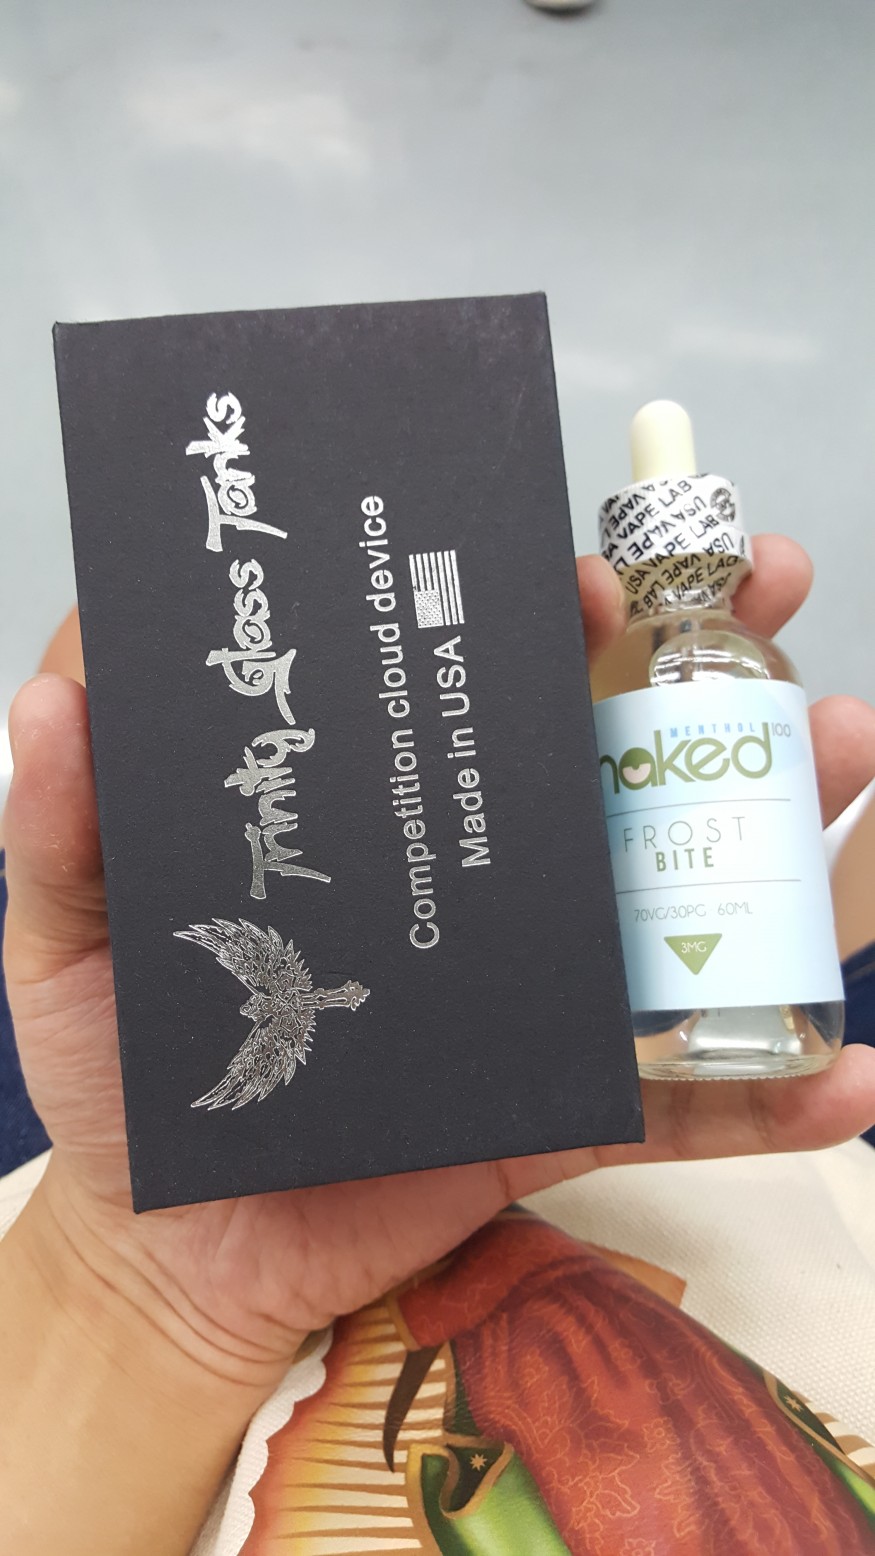 Trinity glass Tanks
Competition cloud device
Made in USA
USA VAPE LAB
MENTHOL
naked 100
FROST
BITE
70VG/30PG 60ML
3MG